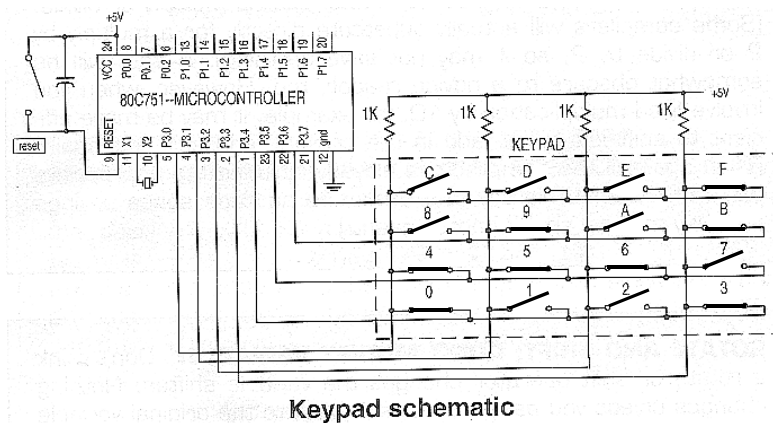 +5V
24 8 7 6 13 14 15 16 17 18 19 20
VCC P0.0 P0.1 P0.2 P1.0 P1.1 P1.2 P1.3 P1.4 P1.5 P1.6 P1.7
80C751--MICROCONTROLLER
RESET X1 X2 P3.0 P3.1 P3.2 P3.3 P3.4 P3.5 P3.6 P3.7 gnd
9 11 10 5 4 3 2 1 23 22 21 12
reset
+5V
1K 1K 1K 1K
KEYPAD
C D E F
8 9 A B
4 5 6 7
0 1 2 3
Keypad schematic